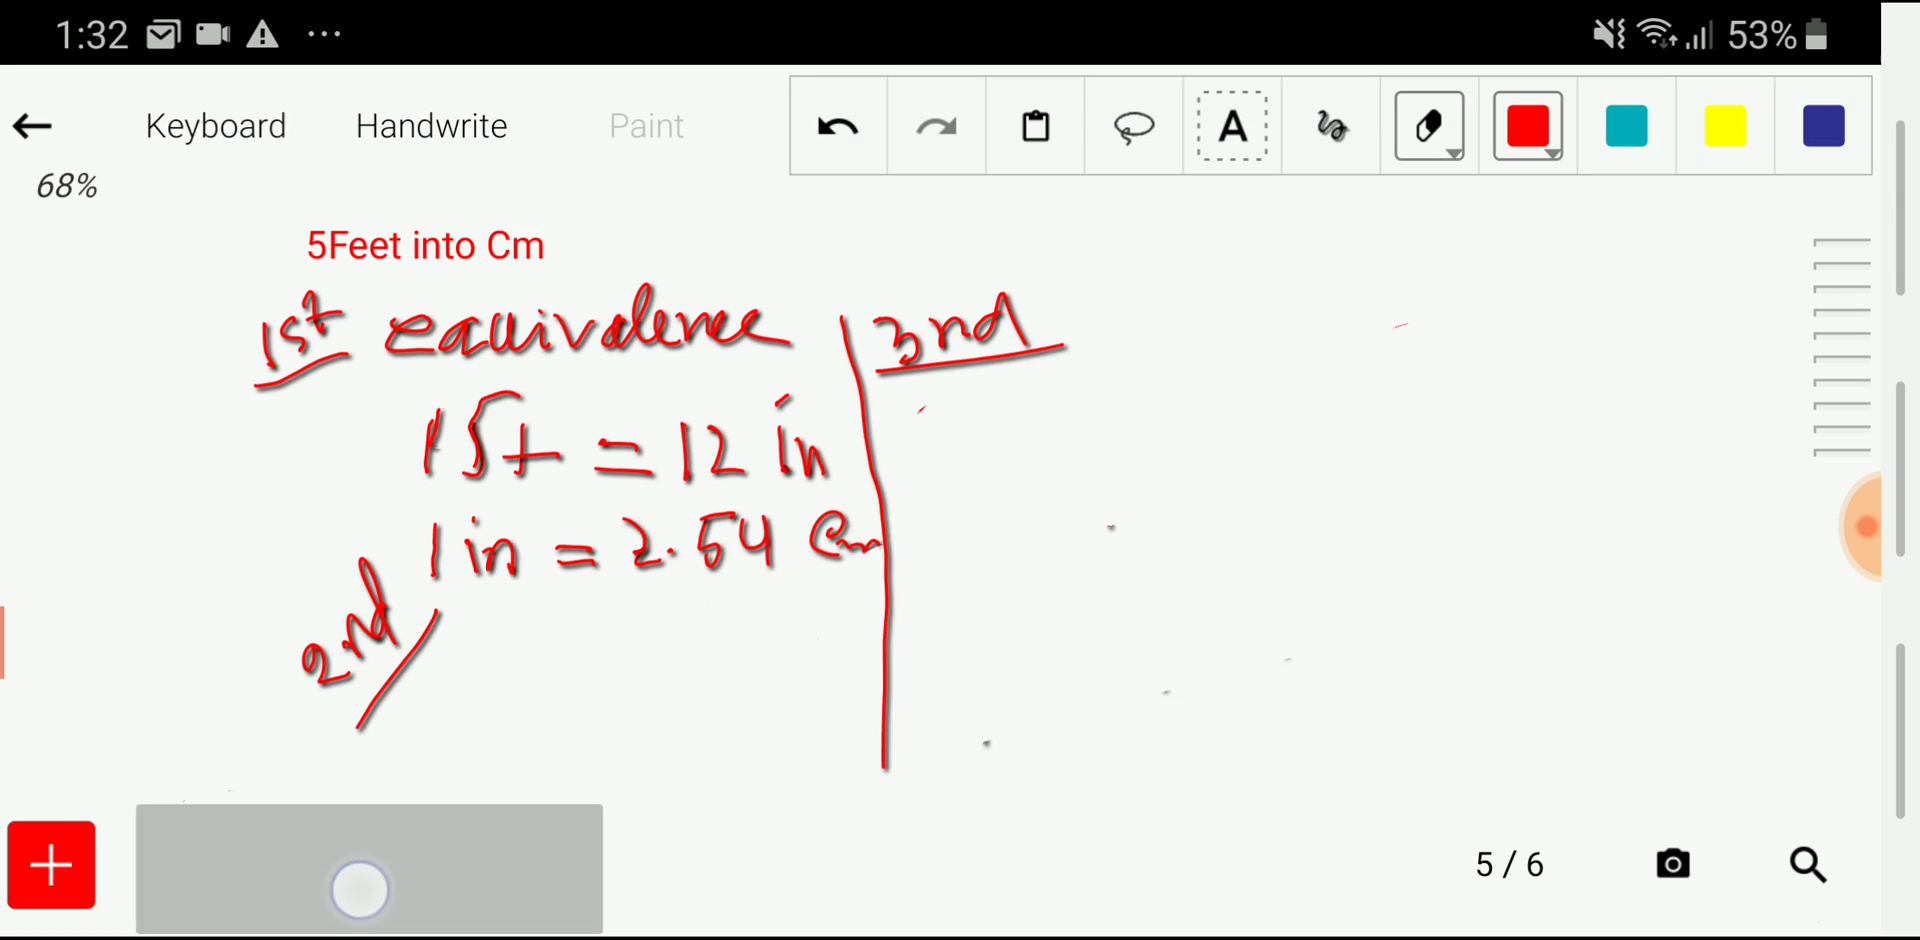 1:32 ... 53%
Keyboard Handwrite Paint A
68%
5Feet into Cm
1st equivalence 3nd
1ft = 12 in
1 in = 2.54 Cm
2nd
5 / 6